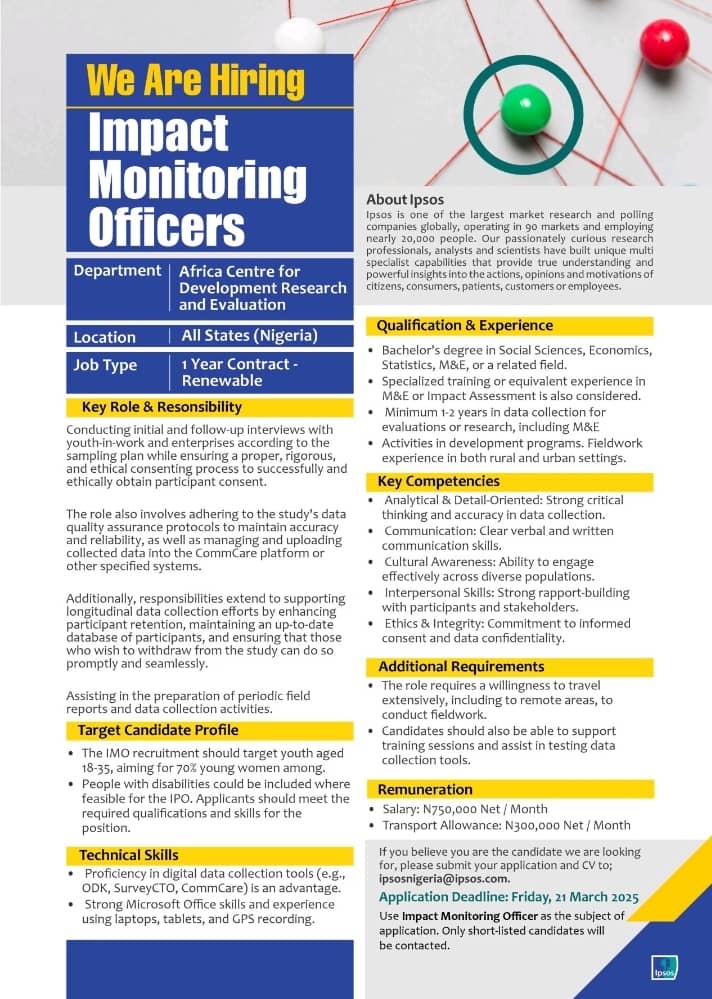 We Are Hiring
Impact
Monitoring
Officers
Department
Africa Centre for
Development Research
and Evaluation
Location
All States (Nigeria)
Job Type
1 Year Contract -
Renewable
Key Role & Resonsibility
Conducting initial and follow-up interviews with
youth-in-work and enterprises according to the
sampling plan while ensuring a proper, rigorous,
and ethical consenting process to successfully and
ethically obtain participant consent.
The role also involves adhering to the study's data
quality assurance protocols to maintain accuracy
and reliability, as well as managing and uploading
collected data into the CommCare platform or
other specified systems.
Additionally, responsibilities extend to supporting
longitudinal data collection efforts by enhancing
participant retention, maintaining an up-to-date
database of participants, and ensuring that those
who wish to withdraw from the study can do so
promptly and seamlessly.
Assisting in the preparation of periodic field
reports and data collection activities.
Target Candidate Profile
• The IMO recruitment should target youth aged
18-35, aiming for 70% young women among.
• People with disabilities could be included where
feasible for the IPO. Applicants should meet the
required qualifications and skills for the
position.
Technical Skills
• Proficiency in digital data collection tools (e.g.,
ODK, SurveyCTO, CommCare) is an advantage.
• Strong Microsoft Office skills and experience
using laptops, tablets, and GPS recording.
About Ipsos
Ipsos is one of the largest market research and polling
companies globally, operating in 90 markets and employing
nearly 20,000 people. Our passionately curious research
professionals, analysts and scientists have built unique multi
specialist capabilities that provide true understanding and
powerful insights into the actions, opinions and motivations of
citizens, consumers, patients, customers or employees.
Qualification & Experience
• Bachelor's degree in Social Sciences, Economics,
Statistics, M&E, or a related field.
• Specialized training or equivalent experience in
M&E or Impact Assessment is also considered.
• Minimum 1-2 years in data collection for
evaluations or research, including M&E
• Activities in development programs. Fieldwork
experience in both rural and urban settings.
Key Competencies
• Analytical & Detail-Oriented: Strong critical
thinking and accuracy in data collection.
• Communication: Clear verbal and written
communication skills.
• Cultural Awareness: Ability to engage
effectively across diverse populations.
• Interpersonal Skills: Strong rapport-building
with participants and stakeholders.
• Ethics & Integrity: Commitment to informed
consent and data confidentiality.
Additional Requirements
• The role requires a willingness to travel
extensively, including to remote areas, to
conduct fieldwork.
• Candidates should also be able to support
training sessions and assist in testing data
collection tools.
Remuneration
• Salary: N750,000 Net / Month
• Transport Allowance: N300,000 Net / Month
If you believe you are the candidate we are looking
for, please submit your application and CV to;
ipsosnigeria@ipsos.com.
Application Deadline: Friday, 21 March 2025
Use Impact Monitoring Officer as the subject of
application. Only short-listed candidates will
be contacted.
Ipsos